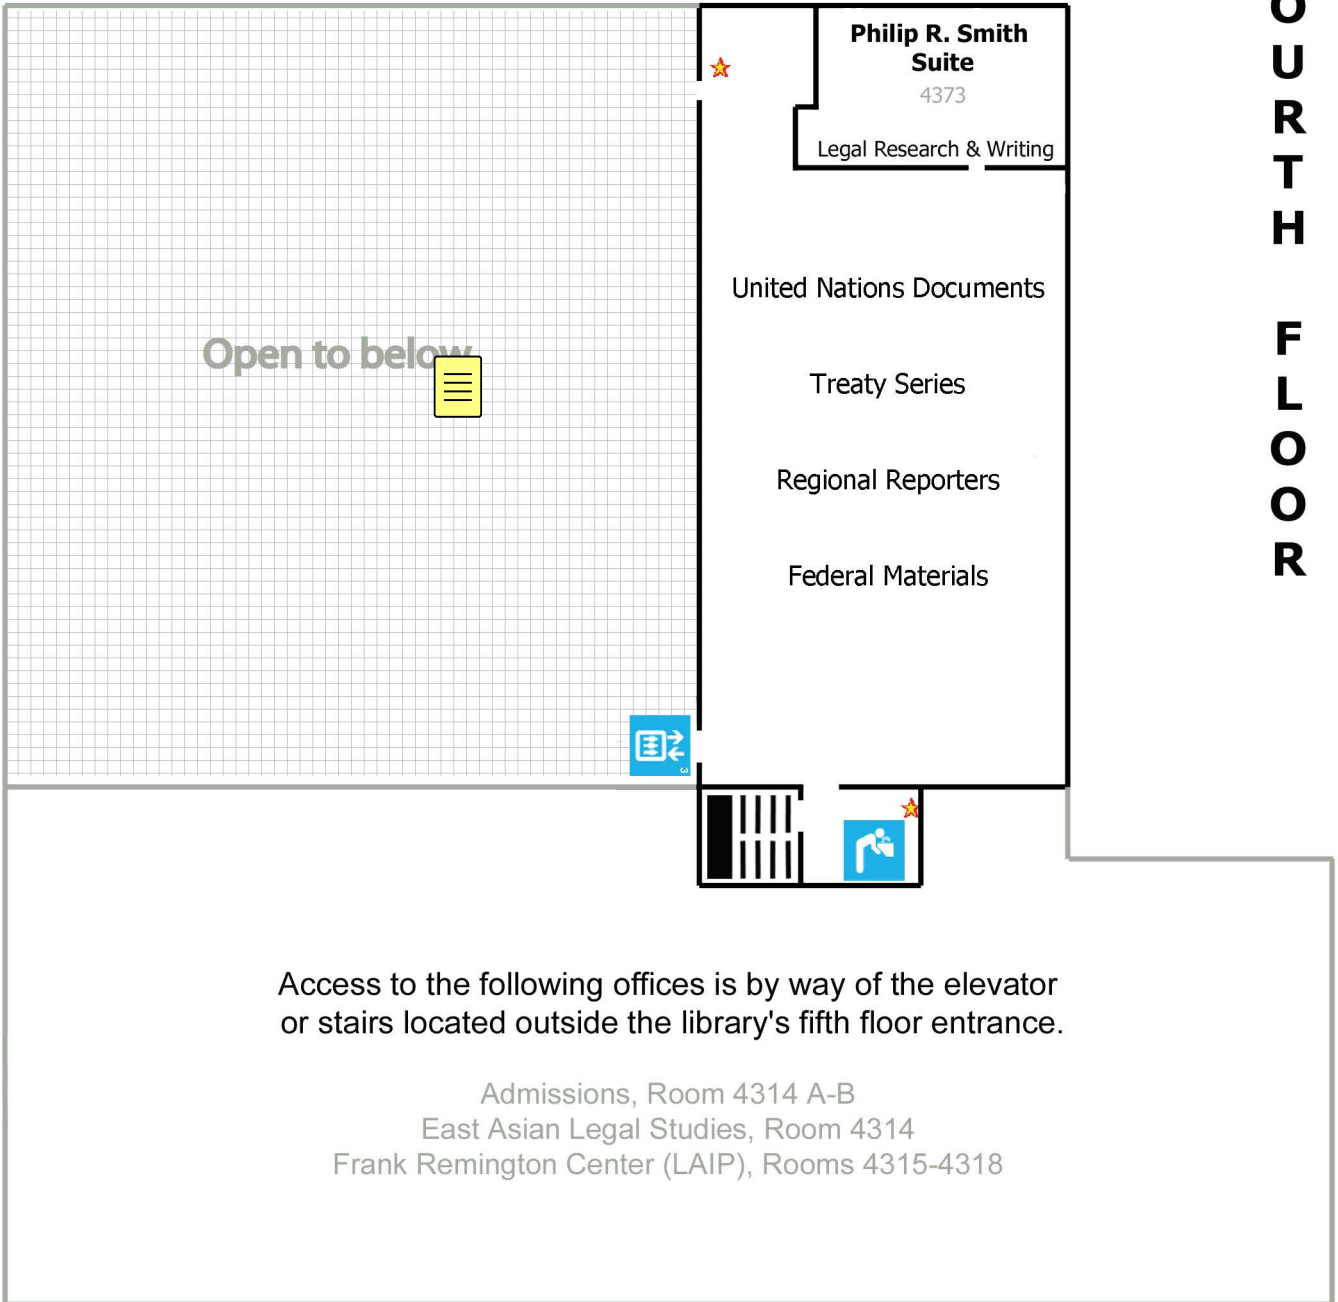 Philip R. Smith
Suite
4373
Legal Research & Writing
United Nations Documents
Open to below
Treaty Series
Regional Reporters
Federal Materials
3
Access to the following offices is by way of the elevator
or stairs located outside the library's fifth floor entrance.
Admissions, Room 4314 A-B
East Asian Legal Studies, Room 4314
Frank Remington Center (LAIP), Rooms 4315-4318
O
U
R
T
H
F
L
O
O
R